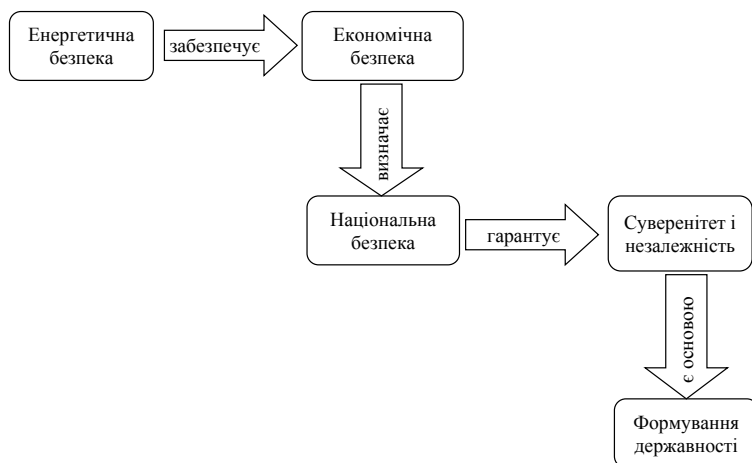 Енергетична
безпека
забезпечує
Економічна
безпека
визначає
Національна
безпека
гарантує
Суверенітет і
незалежність
є основою
Формування
державності